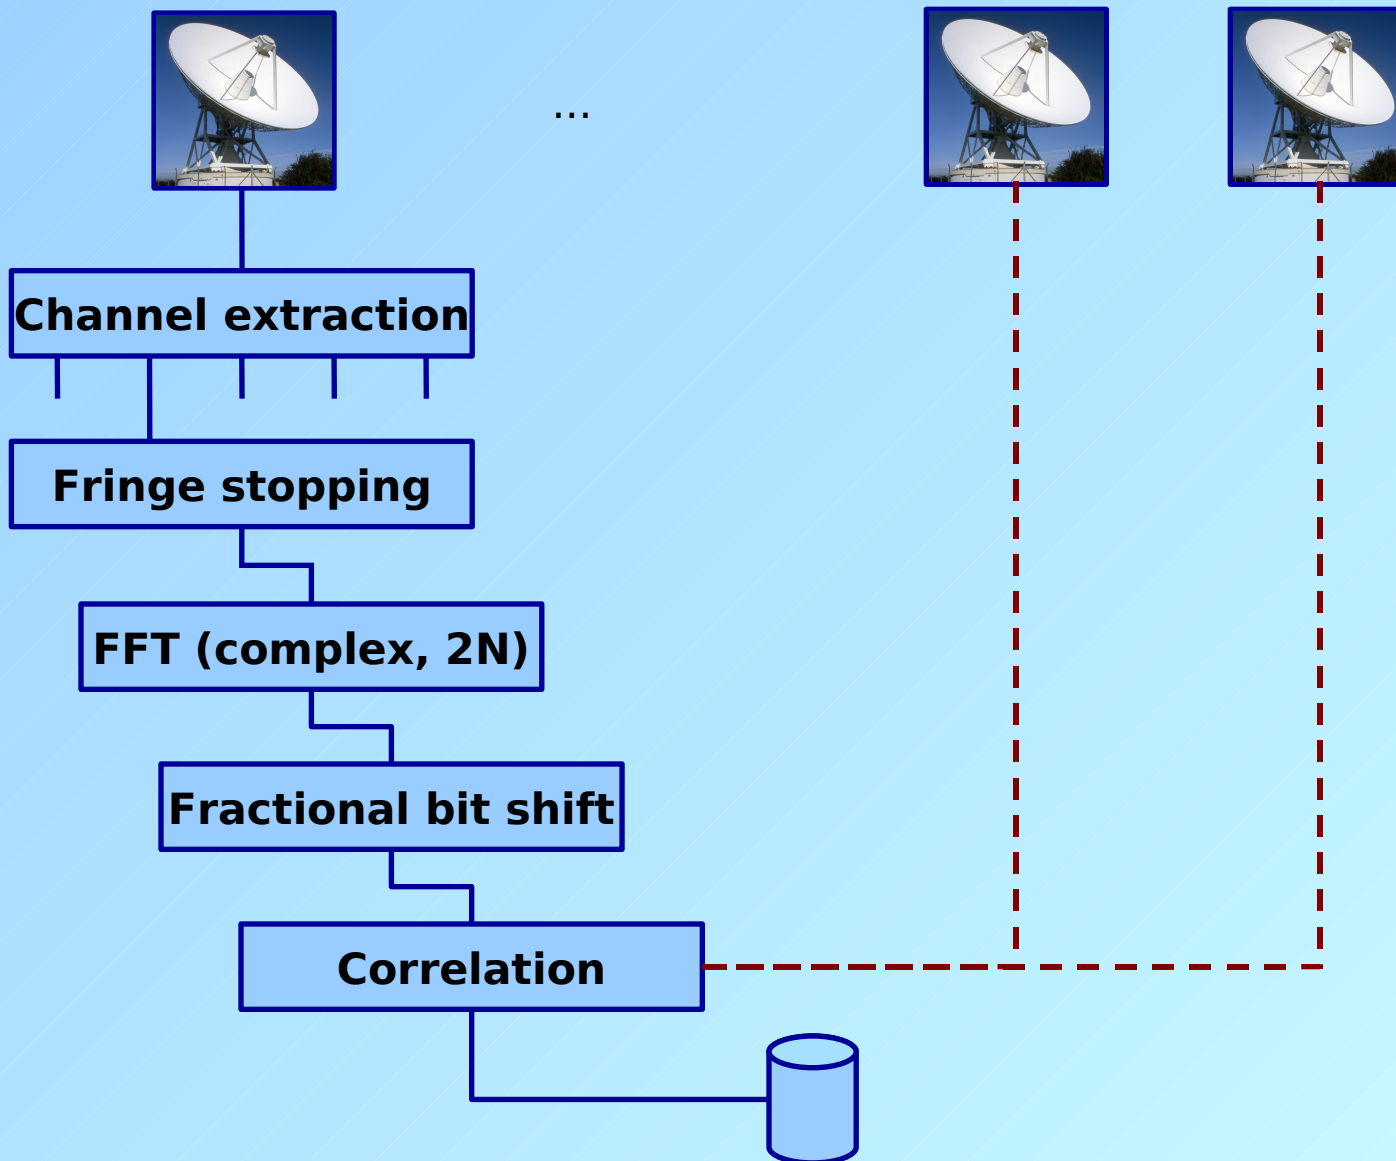 ...
Channel extraction
Fringe stopping
FFT (complex, 2N)
Fractional bit shift
Correlation